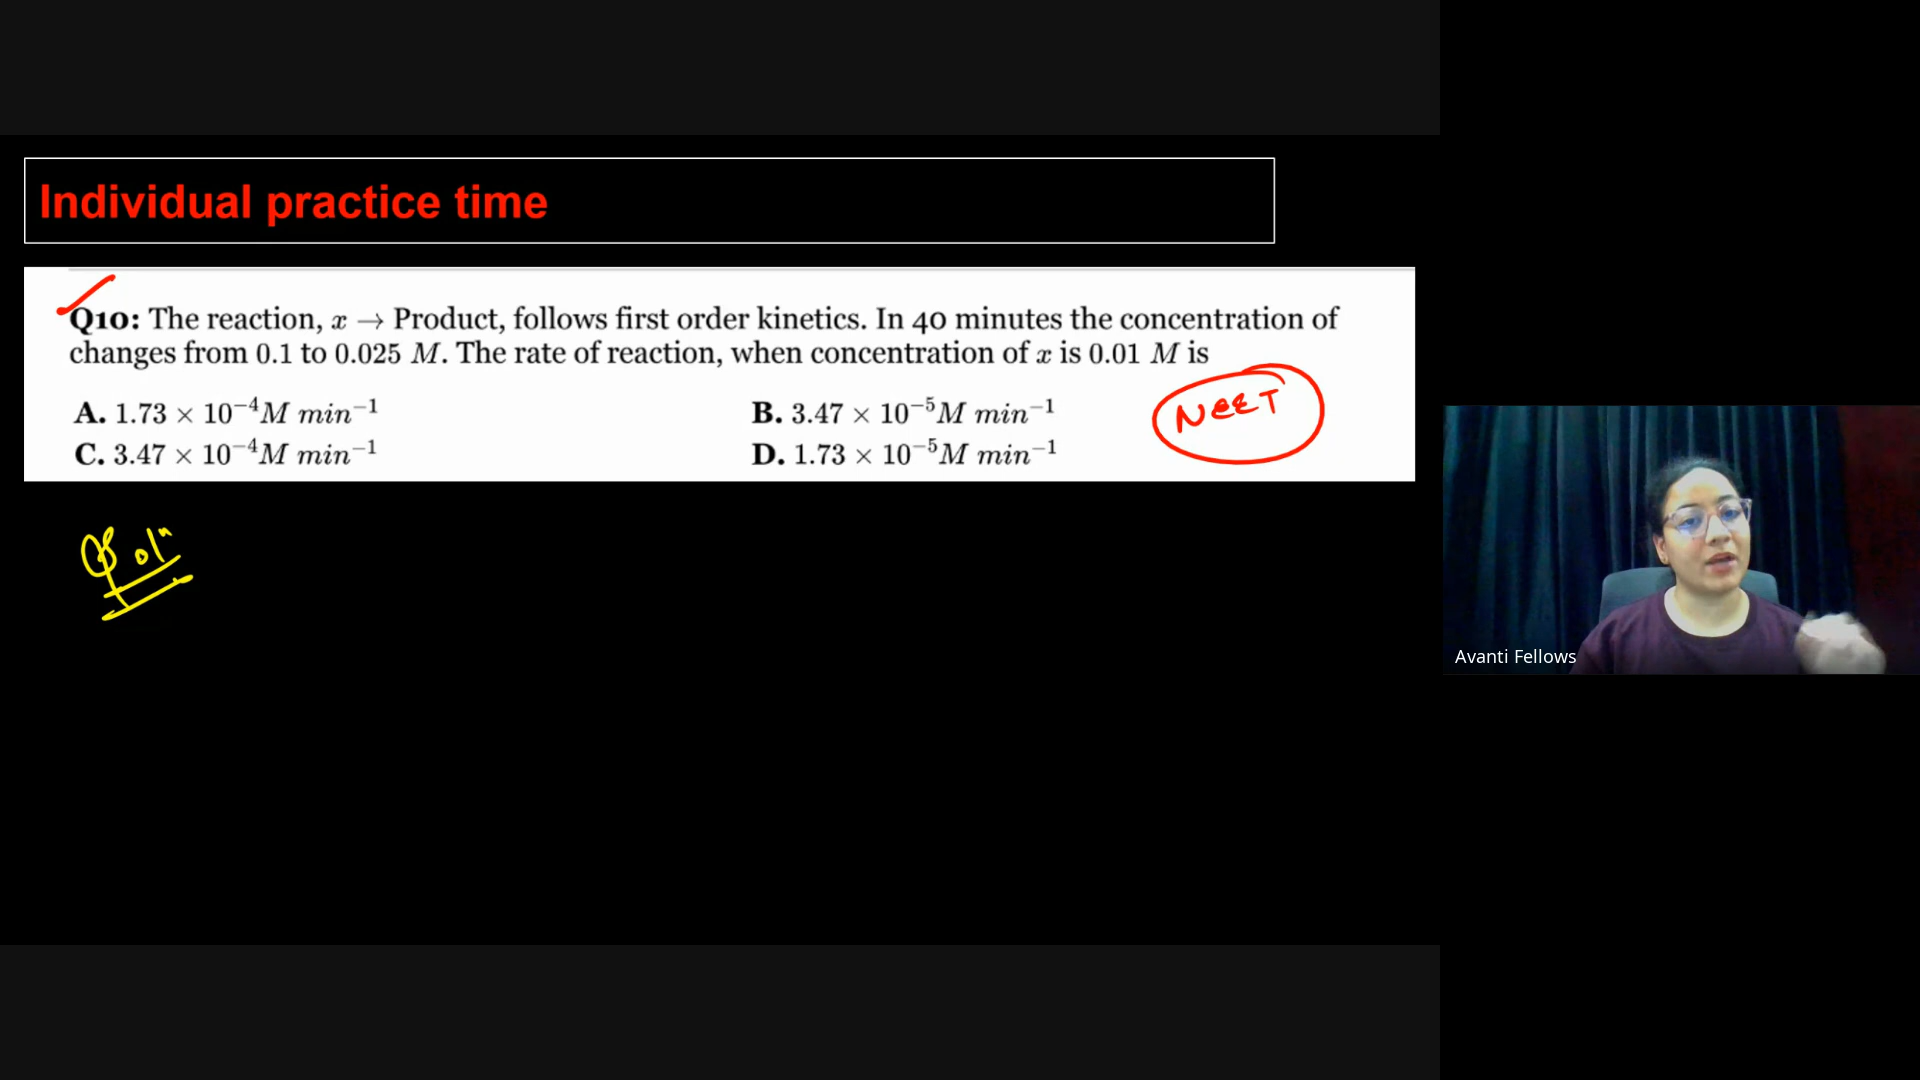 Individual practice time
Q10: The reaction, x → Product, follows first order kinetics. In 40 minutes the concentration of
changes from 0.1 to 0.025 M. The rate of reaction, when concentration of x is 0.01 M is
A. 1.73 × 10⁻⁴M min⁻¹ B. 3.47 × 10⁻⁵M min⁻¹
NEET
C. 3.47 × 10⁻⁴M min⁻¹ D. 1.73 × 10⁻⁵M min⁻¹
Solⁿ
Avanti Fellows